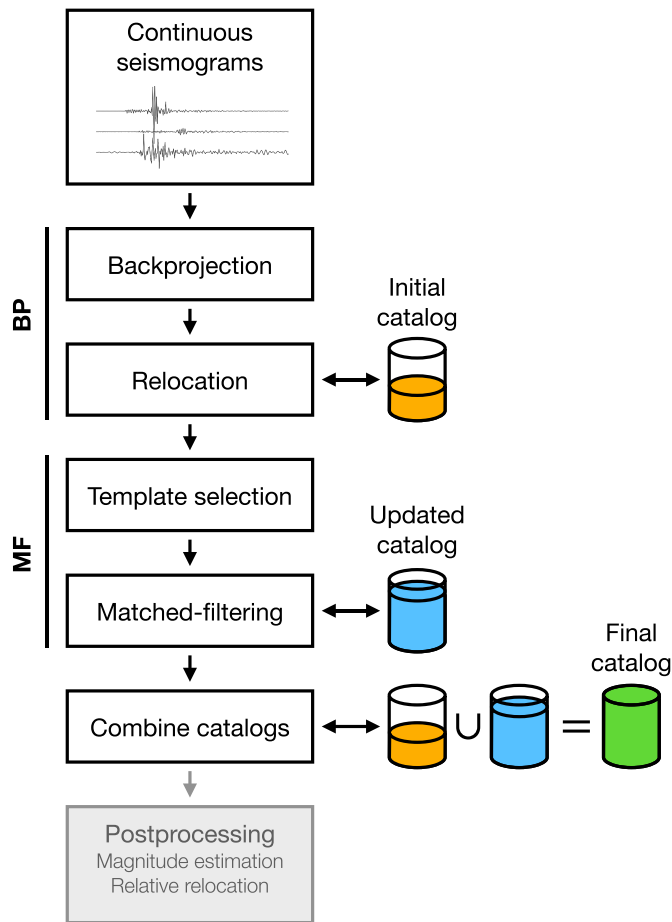 Continuous
seismograms
BP
Backprojection
Initial
catalog
Relocation
MF
Template selection
Updated
catalog
Matched-filtering
Final
catalog
Combine catalogs
∪ =
Postprocessing
Magnitude estimation
Relative relocation